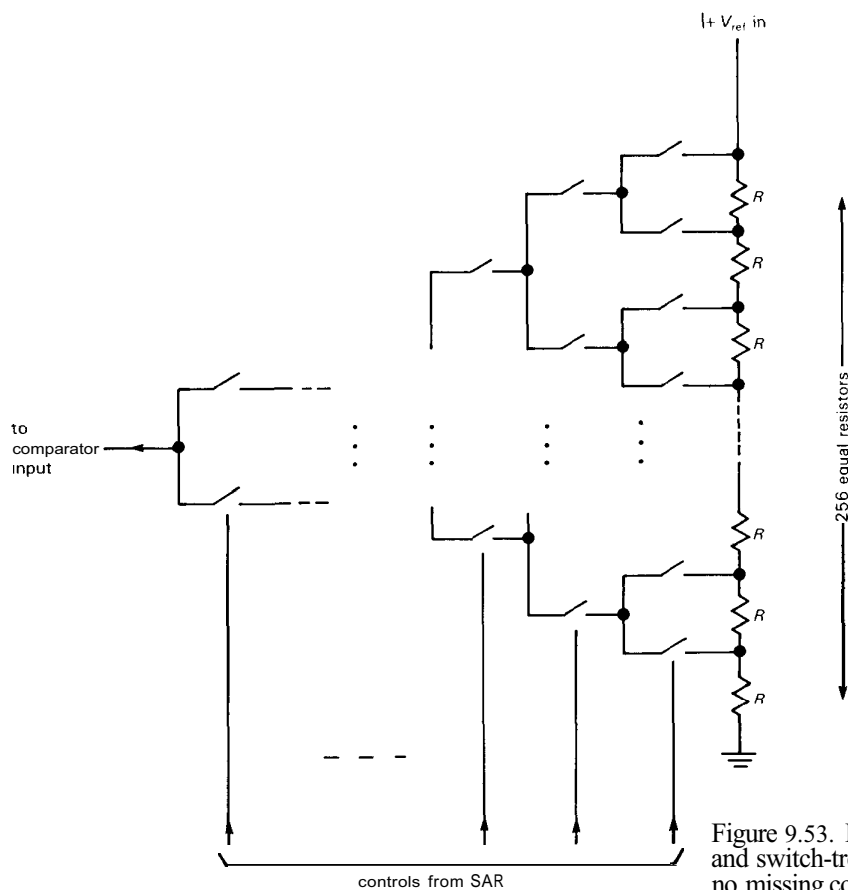 + V_ref in
R
R
R
256 equal resistors
to
comparator
input
R
R
R
controls from SAR
Figure 9.53.
and switch-tr
no missing co